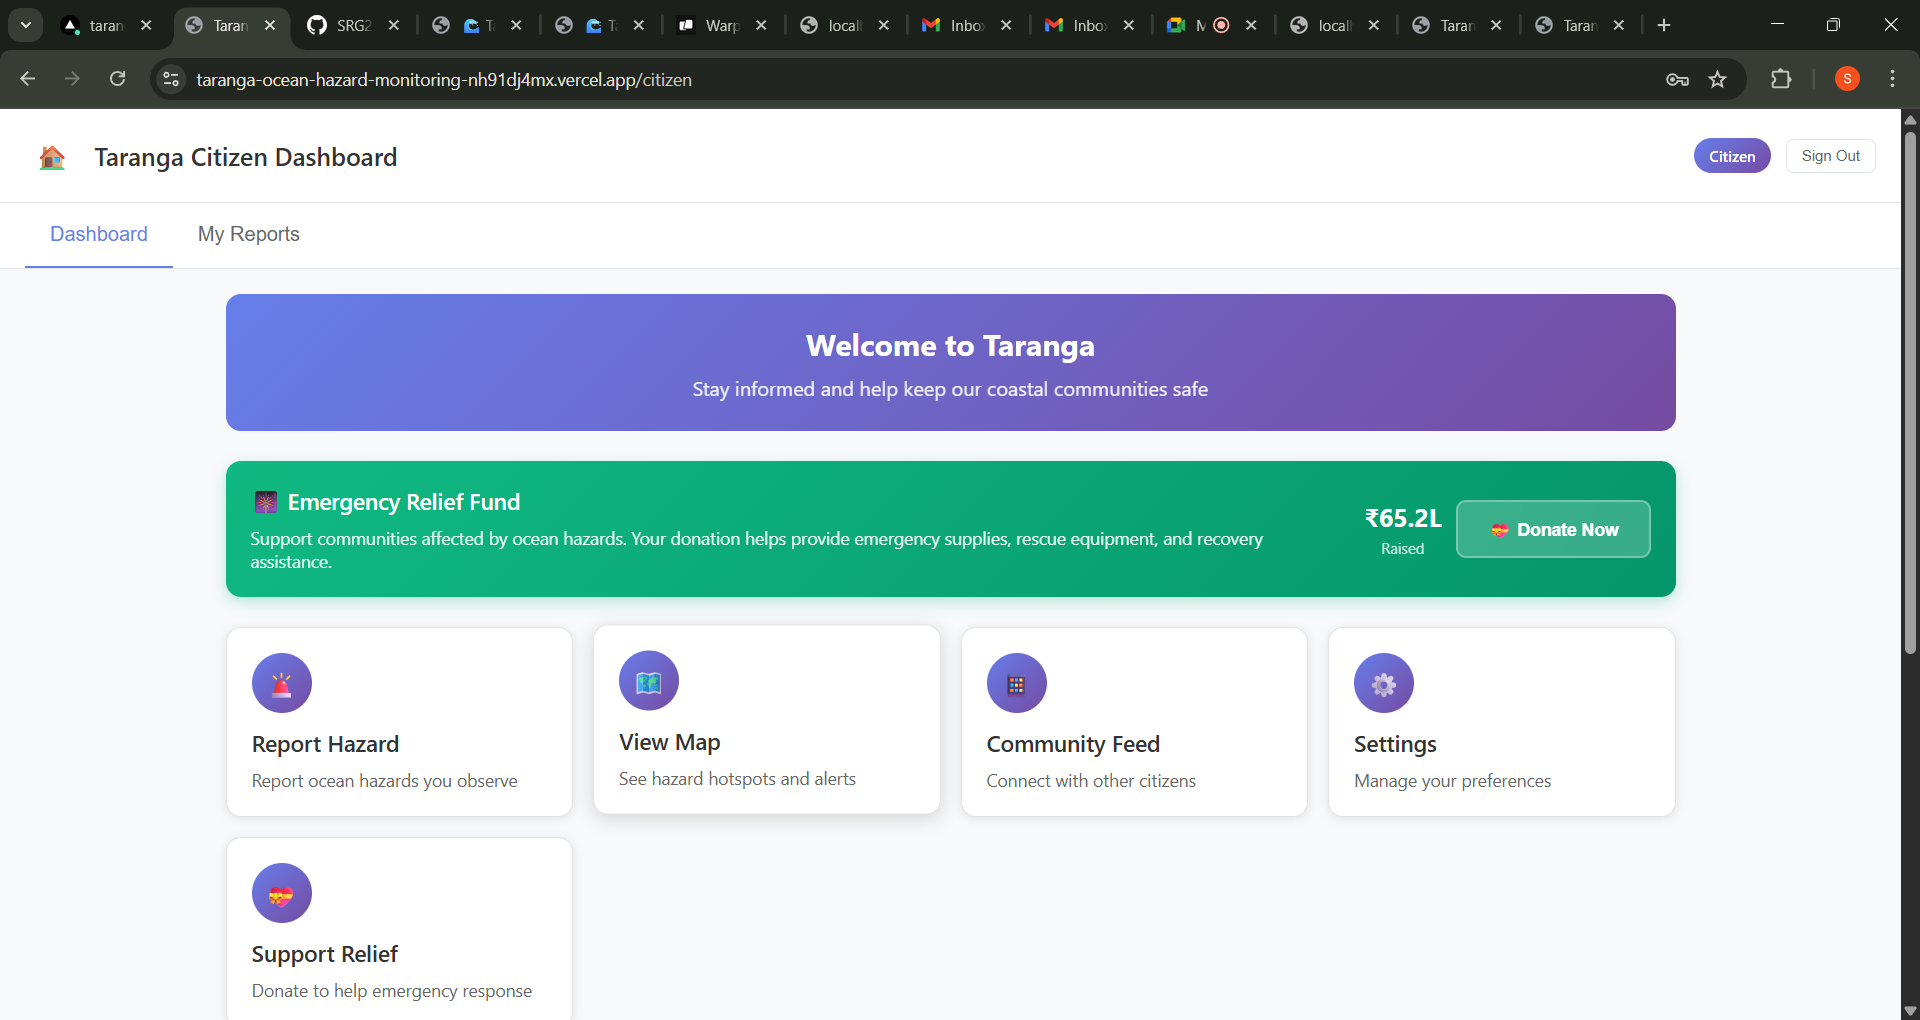 taran
Taran
SRG2
T
T
Warp
locall
Inbo
Inbo
M
locall
Taran
Taran
taranga-ocean-hazard-monitoring-nh91dj4mx.vercel.app/citizen
S
Taranga Citizen Dashboard
Citizen
Sign Out
Dashboard
My Reports
Welcome to Taranga
Stay informed and help keep our coastal communities safe
Emergency Relief Fund
Support communities affected by ocean hazards. Your donation helps provide emergency supplies, rescue equipment, and recovery
assistance.
₹65.2L
Raised
Donate Now
Report Hazard
Report ocean hazards you observe
View Map
See hazard hotspots and alerts
Community Feed
Connect with other citizens
Settings
Manage your preferences
Support Relief
Donate to help emergency response